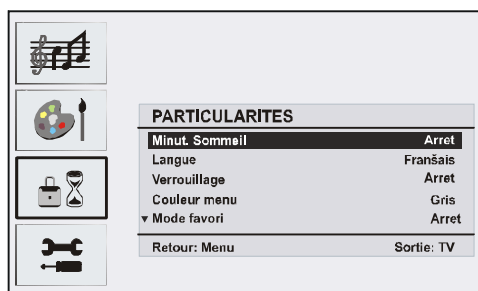 PARTICULARITES
Minut. Sommeil Arret
Langue Franšais
Verrouillage Arret
Couleur menu Gris
▼ Mode favori Arret
Retour: Menu Sortie: TV